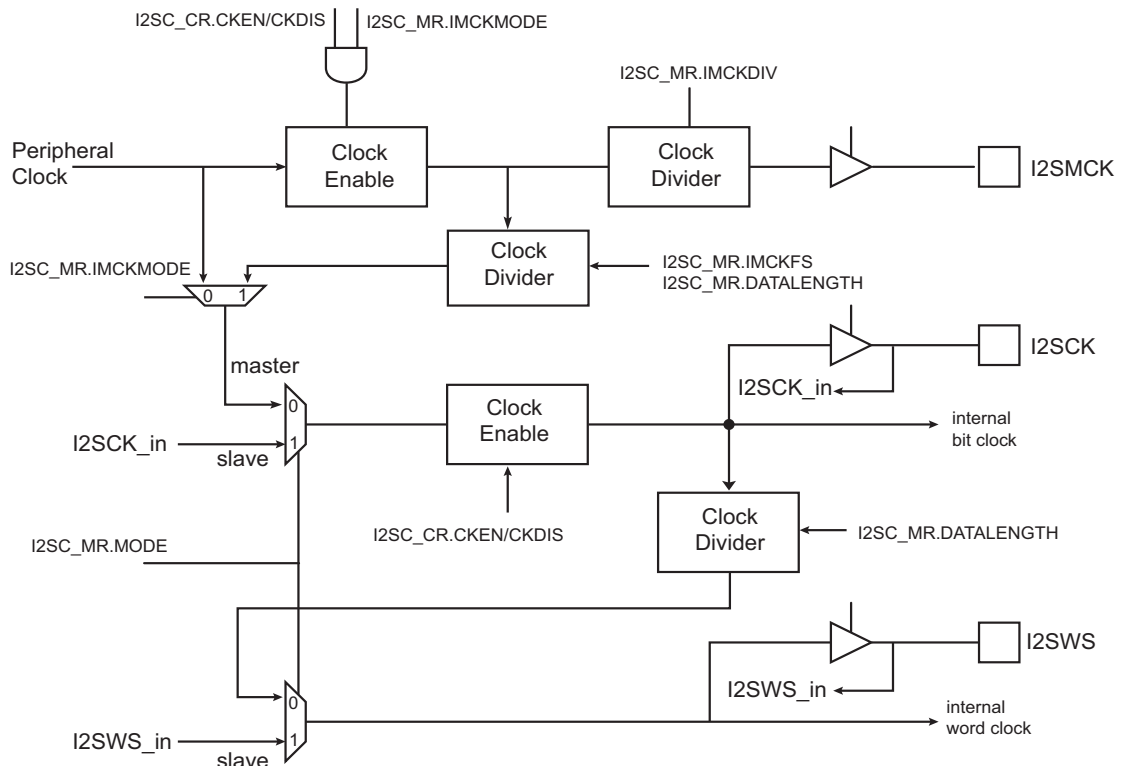 I2SC_CR.CKEN/CKDIS
I2SC_MR.IMCKMODE
I2SC_MR.IMCKDIV
Peripheral
Clock
Clock
Enable
Clock
Divider
I2SMCK
Clock
Divider
I2SC_MR.IMCKMODE
I2SC_MR.IMCKFS
I2SC_MR.DATALENGTH
0 1
master
I2SCK
I2SCK_in
0
Clock
Enable
internal
bit clock
I2SCK_in
1
slave
Clock
Divider
I2SC_CR.CKEN/CKDIS
I2SC_MR.DATALENGTH
I2SC_MR.MODE
I2SWS
I2SWS_in
0
internal
word clock
I2SWS_in
1
slave